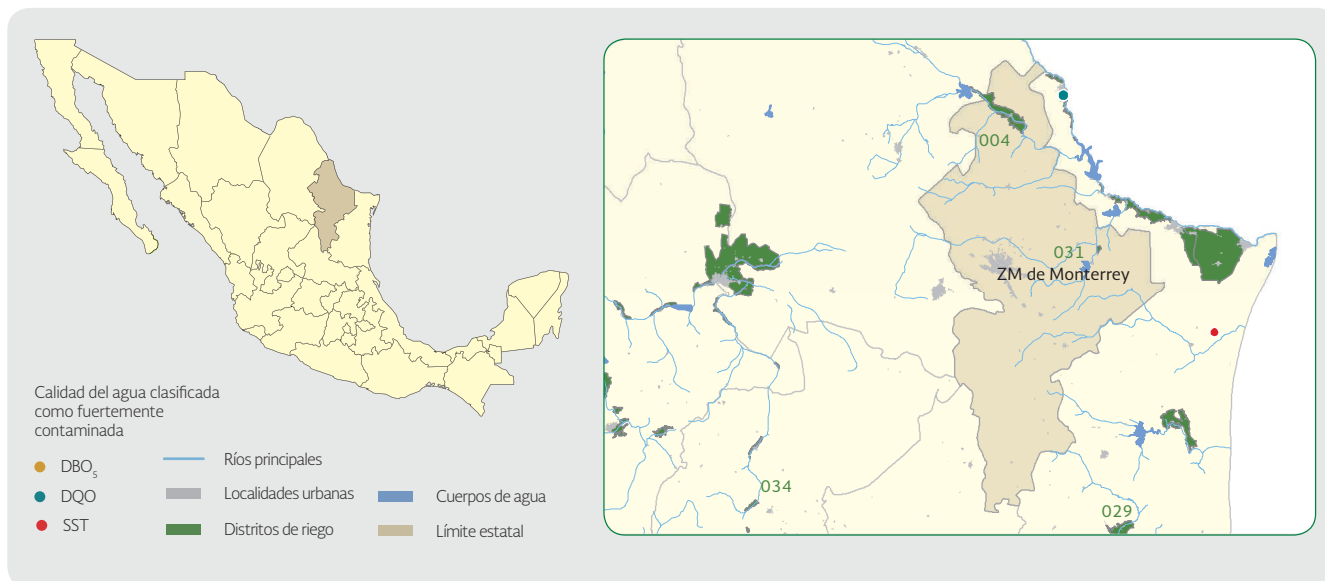 Calidad del agua clasificada
como fuertemente
contaminada
DBO5
DQO
SST
Ríos principales
Localidades urbanas
Distritos de riego
Cuerpos de agua
Límite estatal
004
031
ZM de Monterrey
034
029